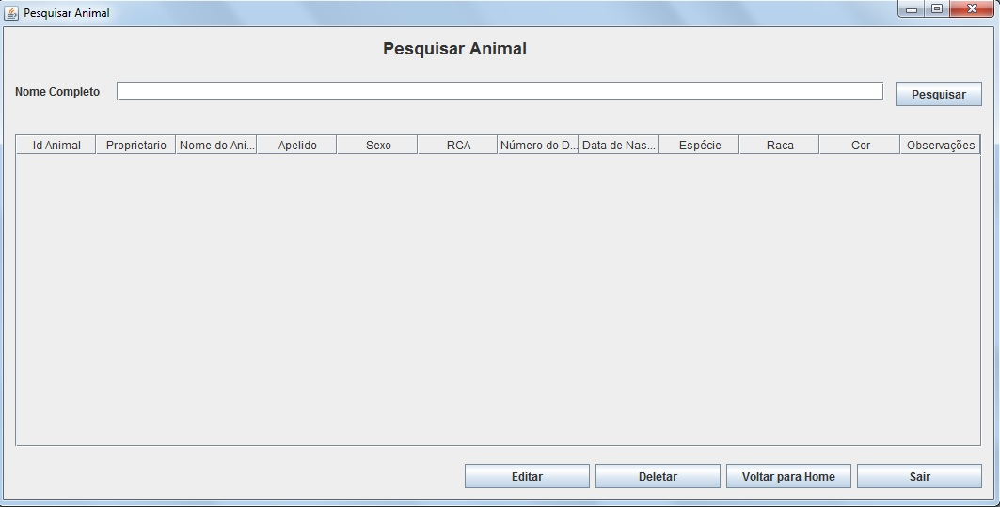 Pesquisar Animal
Pesquisar Animal
Nome Completo Pesquisar
Id Animal Proprietario Nome do Ani... Apelido Sexo RGA Número do D... Data de Nas... Espécie Raca Cor Observações
Editar Deletar Voltar para Home Sair